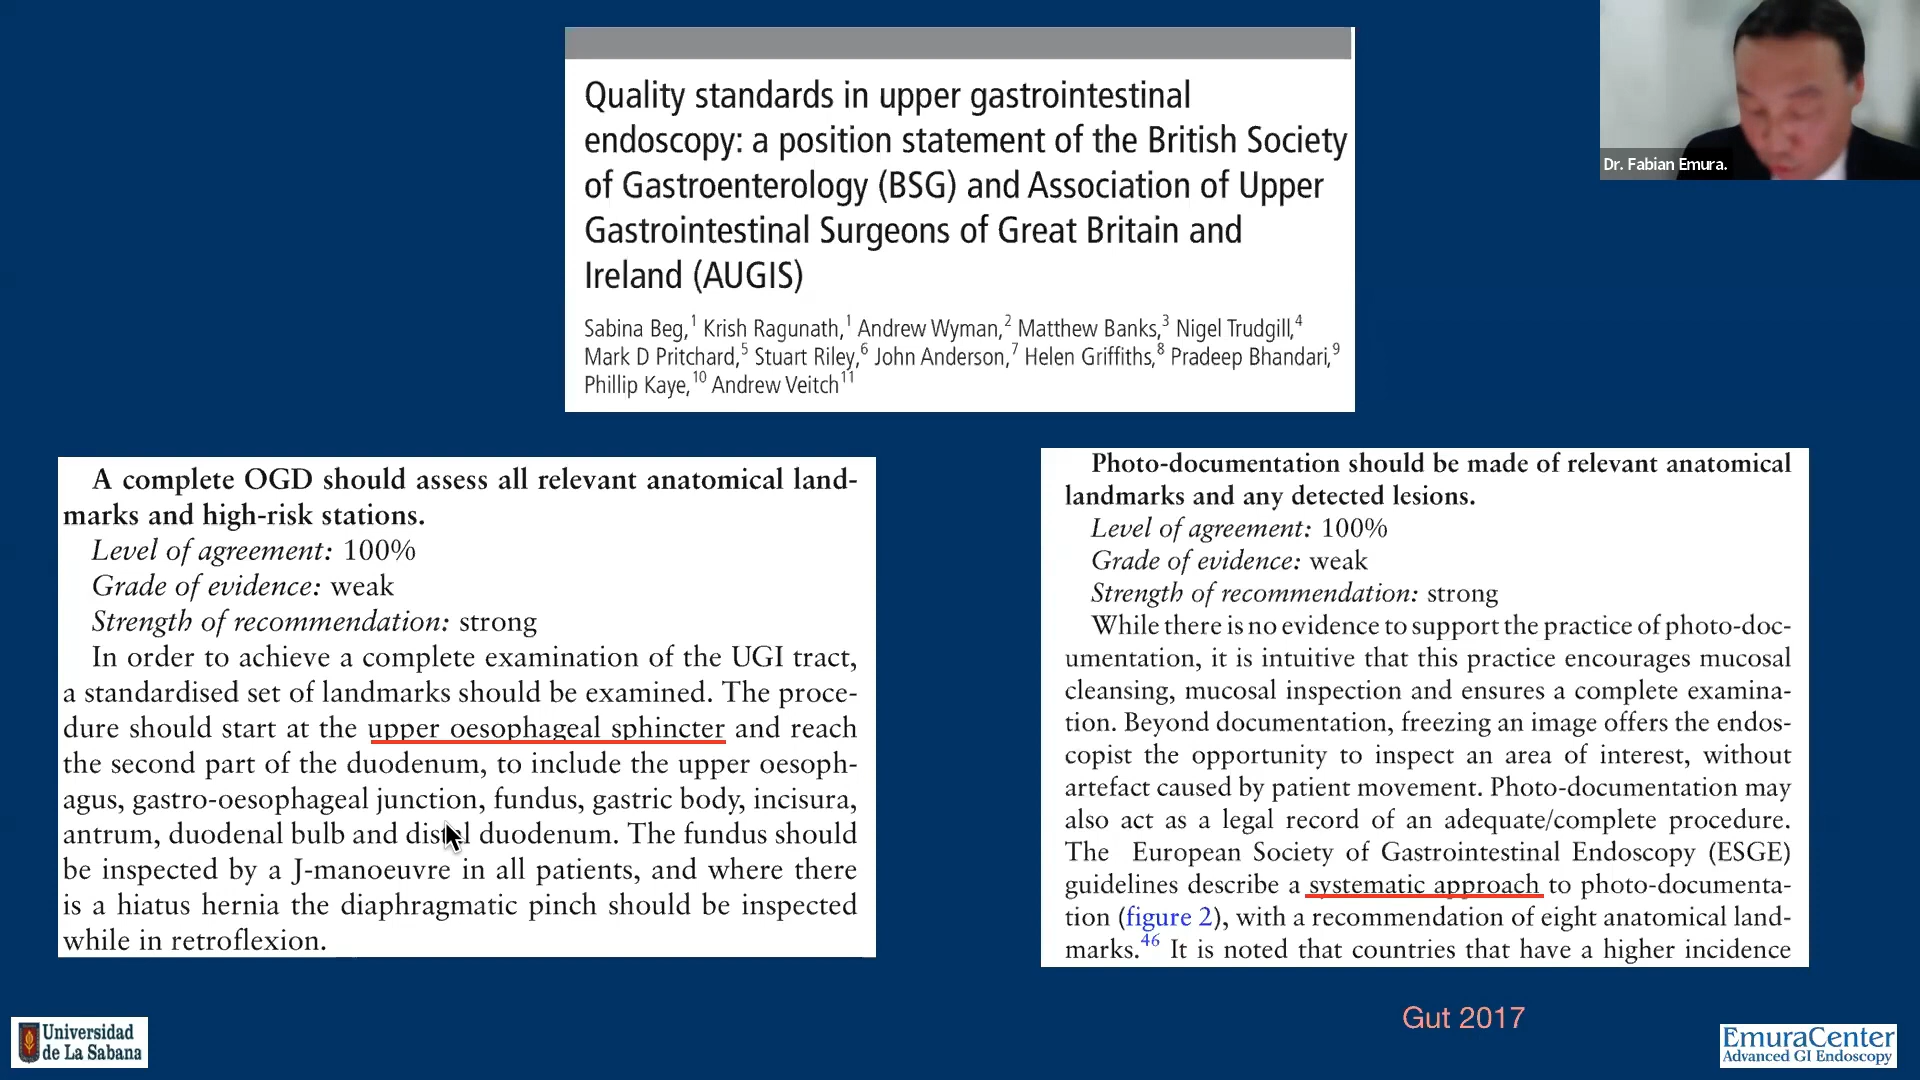 Quality standards in upper gastrointestinal
endoscopy: a position statement of the British Society
of Gastroenterology (BSG) and Association of Upper
Gastrointestinal Surgeons of Great Britain and
Ireland (AUGIS)
Sabina Beg,1 Krish Ragunath,1 Andrew Wyman,2 Matthew Banks,3 Nigel Trudgill,4
Mark D Pritchard,5 Stuart Riley,6 John Anderson,7 Helen Griffiths,8 Pradeep Bhandari,9
Phillip Kaye,10 Andrew Veitch11
Dr. Fabian Emura.
A complete OGD should assess all relevant anatomical land-
marks and high-risk stations.
Level of agreement: 100%
Grade of evidence: weak
Strength of recommendation: strong
In order to achieve a complete examination of the UGI tract,
a standardised set of landmarks should be examined. The proce-
dure should start at the upper oesophageal sphincter and reach
the second part of the duodenum, to include the upper oesoph-
agus, gastro-oesophageal junction, fundus, gastric body, incisura,
antrum, duodenal bulb and distal duodenum. The fundus should
be inspected by a J-manoeuvre in all patients, and where there
is a hiatus hernia the diaphragmatic pinch should be inspected
while in retroflexion.
Photo-documentation should be made of relevant anatomical
landmarks and any detected lesions.
Level of agreement: 100%
Grade of evidence: weak
Strength of recommendation: strong
While there is no evidence to support the practice of photo-doc-
umentation, it is intuitive that this practice encourages mucosal
cleansing, mucosal inspection and ensures a complete examina-
tion. Beyond documentation, freezing an image offers the endos-
copist the opportunity to inspect an area of interest, without
artefact caused by patient movement. Photo-documentation may
also act as a legal record of an adequate/complete procedure.
The European Society of Gastrointestinal Endoscopy (ESGE)
guidelines describe a systematic approach to photo-documenta-
tion (figure 2), with a recommendation of eight anatomical land-
marks.46 It is noted that countries that have a higher incidence
Gut 2017
Universidad
de La Sabana
EmuraCenter
Advanced GI Endoscopy